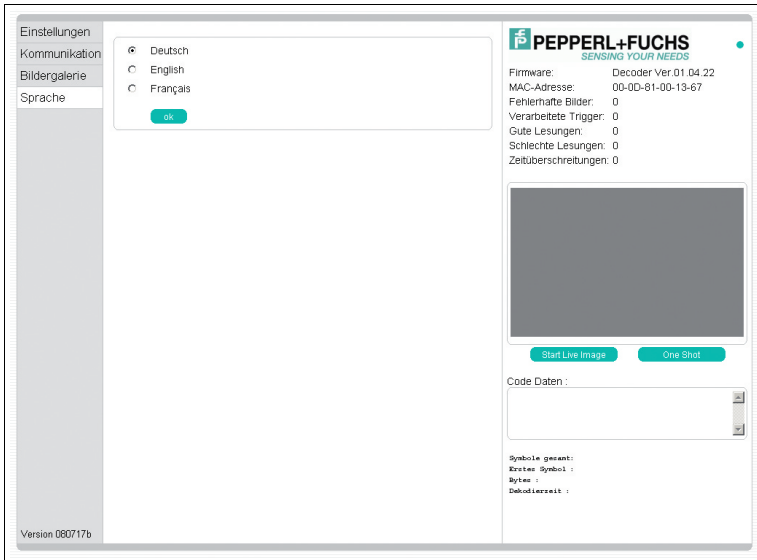 Einstellungen
Kommunikation
Bildergalerie
Sprache
Deutsch
English
Français
ok
PEPPERL+FUCHS
SENSING YOUR NEEDS
Firmware: Decoder Ver.01.04.22
MAC-Adresse: 00-0D-81-00-13-67
Fehlerhafte Bilder: 0
Verarbeitete Trigger: 0
Gute Lesungen: 0
Schlechte Lesungen: 0
Zeitüberschreitungen: 0
Start Live Image One Shot
Code Daten :
Symbole gesamt:
Erstes Symbol :
Bytes :
Dekodierzeit :
Version 080717b